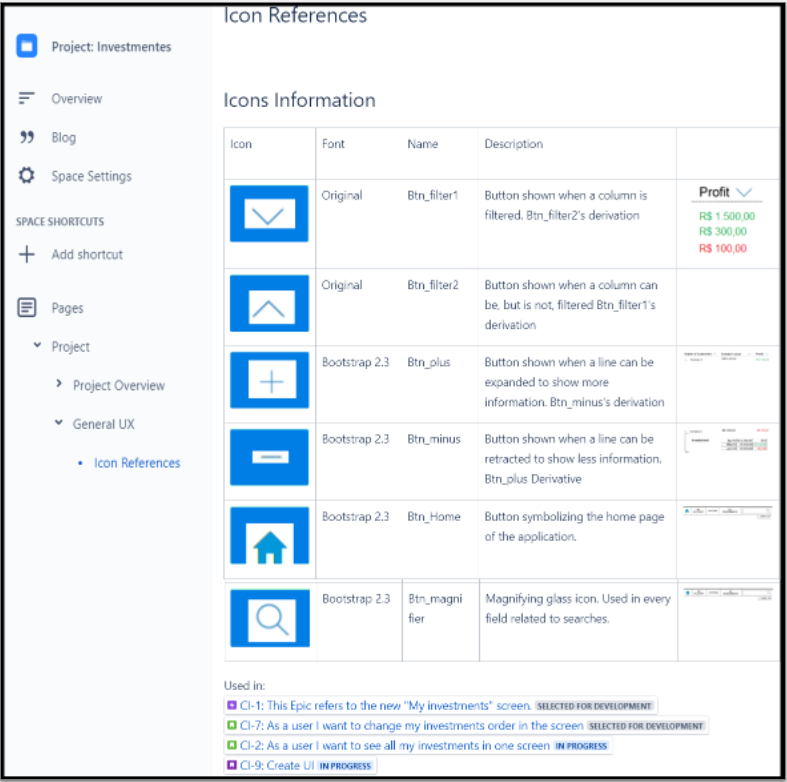 Icon References
Project: Investmentes
Overview
Blog
Space Settings
SPACE SHORTCUTS
Add shortcut
Pages
Project
Project Overview
General UX
Icon References
Icons Information
Icon Font Name Description
Original Btn_filter1 Button shown when a column is
filtered. Btn_filter2's derivation
Profit
R$ 1.500,00
R$ 300,00
R$ 100,00
Original Btn_filter2 Button shown when a column can
be, but is not, filtered Btn_filter1's
derivation
Bootstrap 2.3 Btn_plus Button shown when a line can be
expanded to show more
information. Btn_minus's derivation
Bootstrap 2.3 Btn_minus Button shown when a line can be
retracted to show less information.
Btn_plus Derivative
Bootstrap 2.3 Btn_Home Button symbolizing the home page
of the application.
Bootstrap 2.3 Btn_magni
fier
Magnifying glass icon. Used in every
field related to searches.
Used in:
CI-1: This Epic refers to the new "My investments" screen. SELECTED FOR DEVELOPMENT
CI-7: As a user I want to change my investments order in the screen SELECTED FOR DEVELOPMENT
CI-2: As a user I want to see all my investments in one screen IN PROGRESS
CI-9: Create UI IN PROGRESS